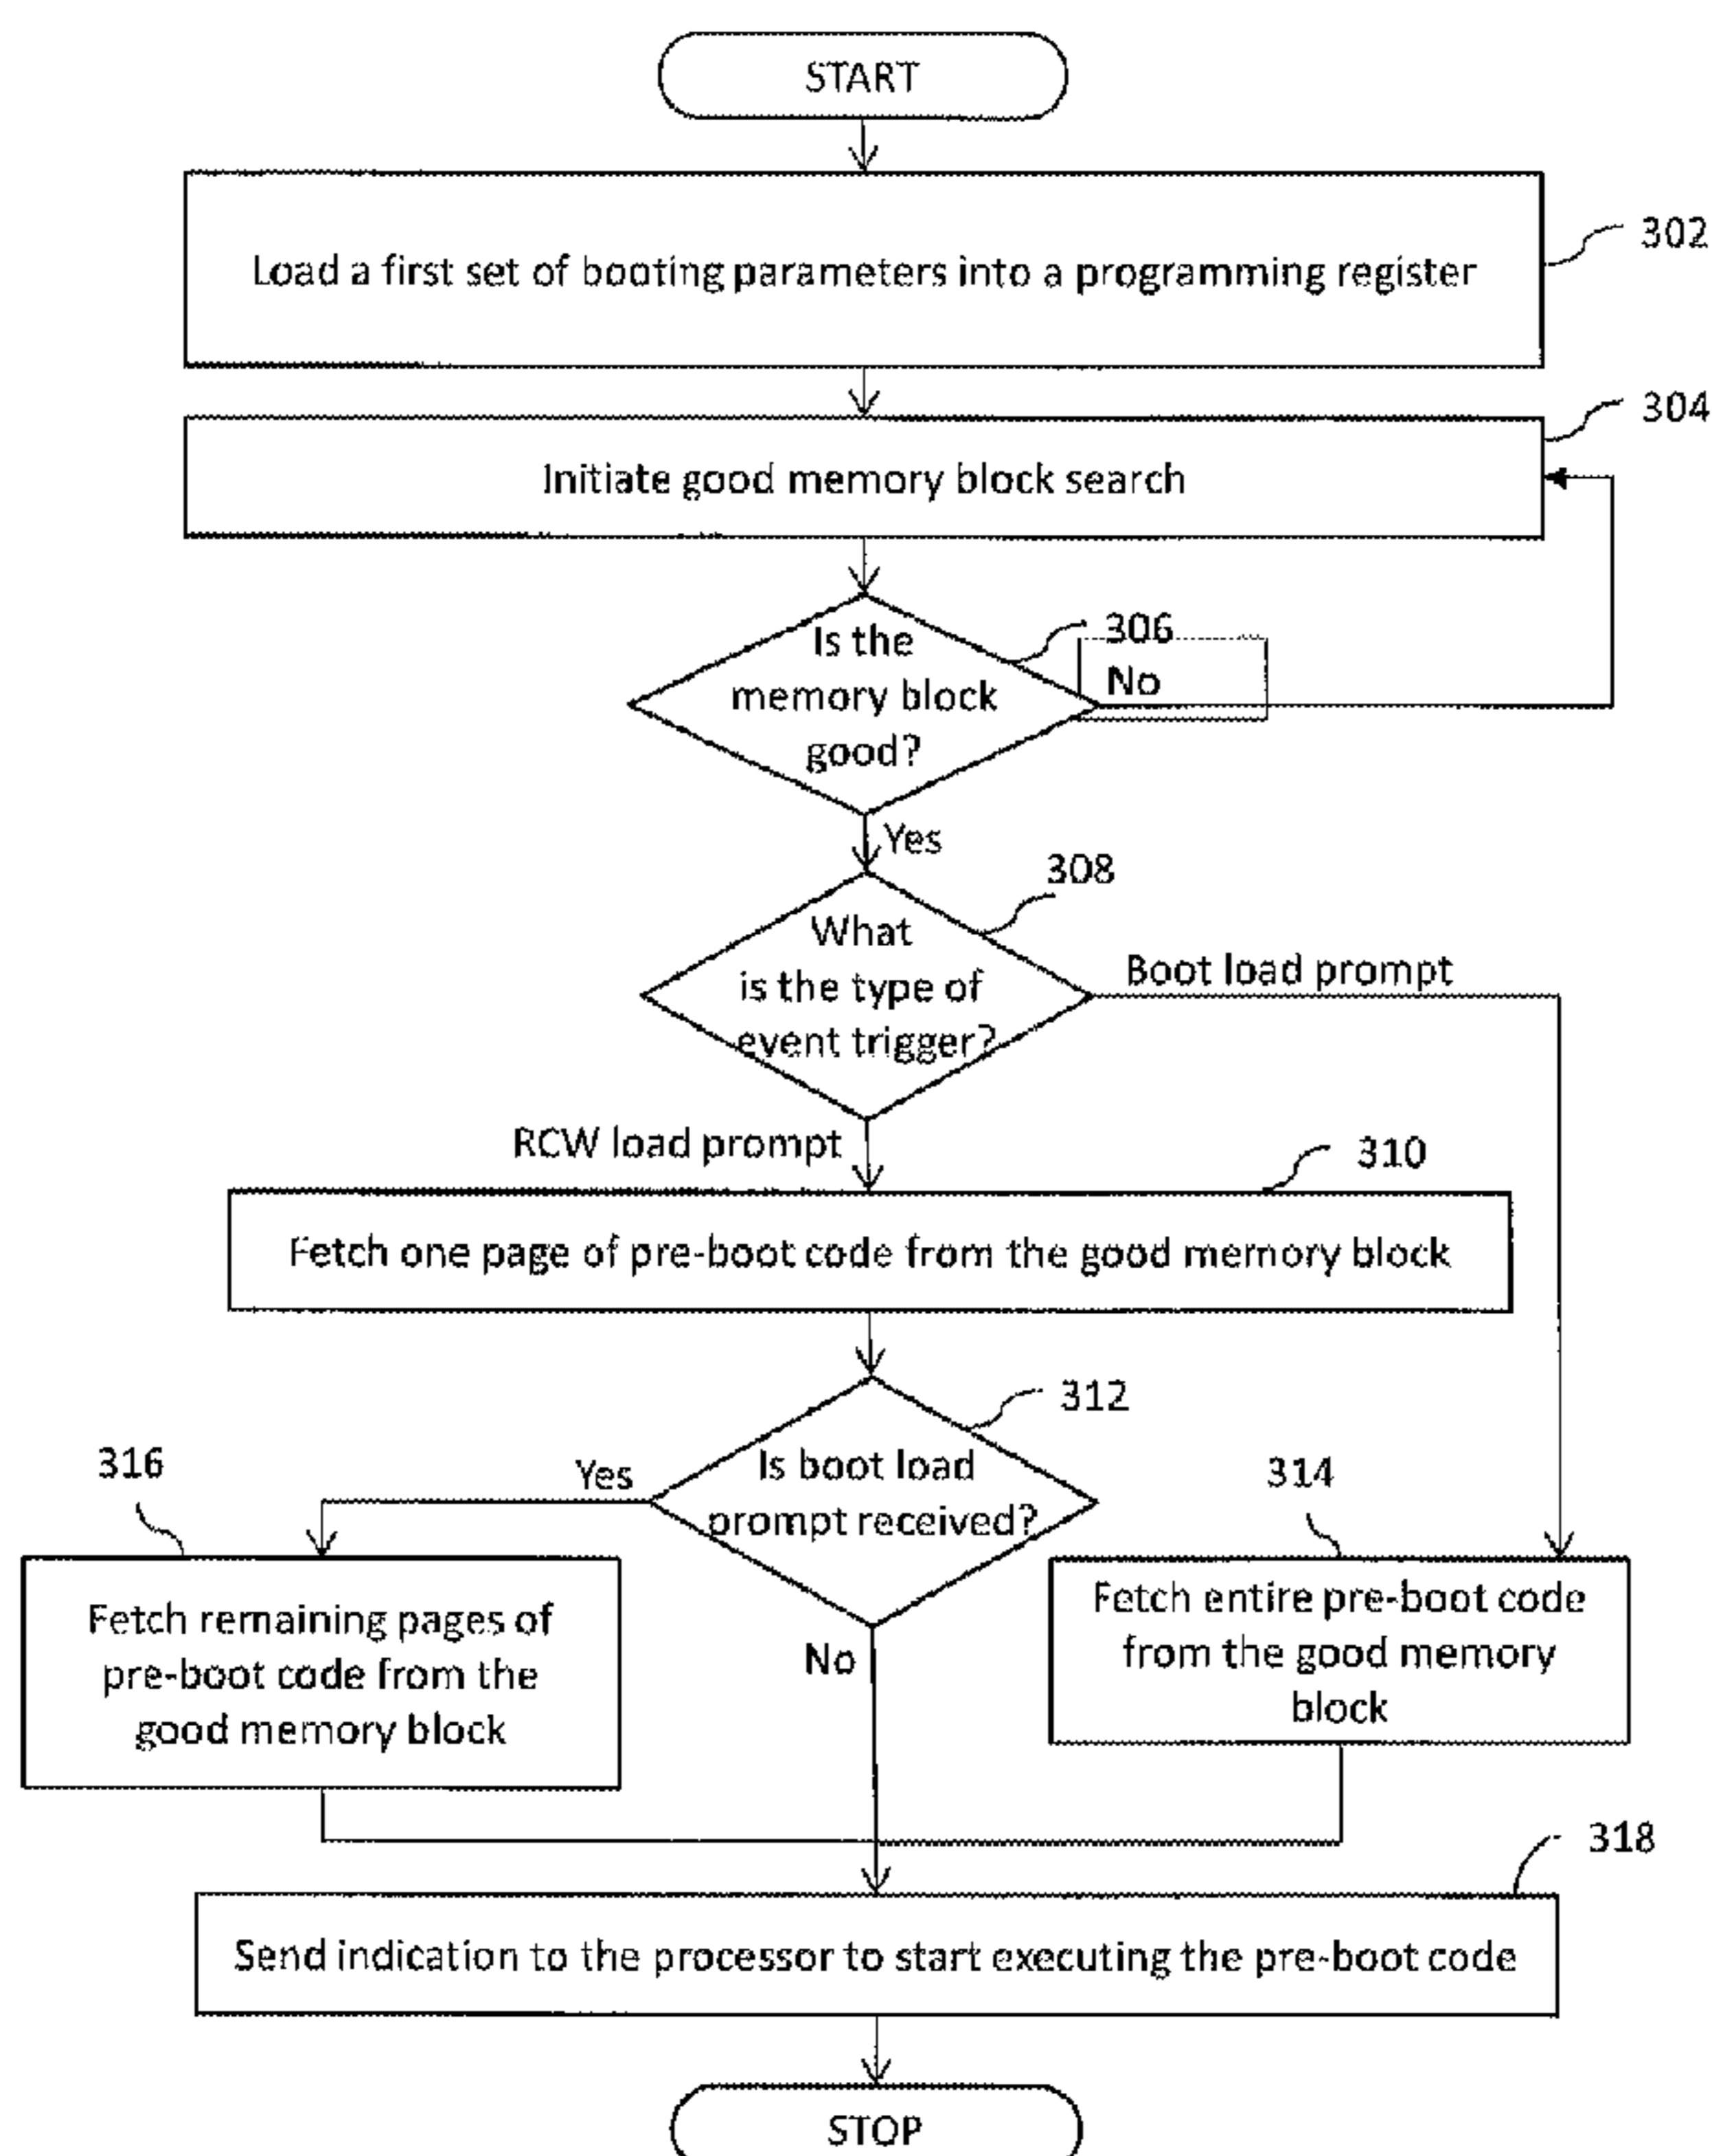 START
Load a first set of booting parameters into a programming register
302
304
Initiate good memory block search
306
Is the
memory block
good?
No
Yes
308
What
is the type of
event trigger?
Boot load prompt
RCW load prompt
310
Fetch one page of pre-boot code from the good memory block
312
Is boot load
prompt received?
Yes
316
314
No
Fetch remaining pages of
pre-boot code from the
good memory block
Fetch entire pre-boot code
from the good memory
block
318
Send indication to the processor to start executing the pre-boot code
STOP